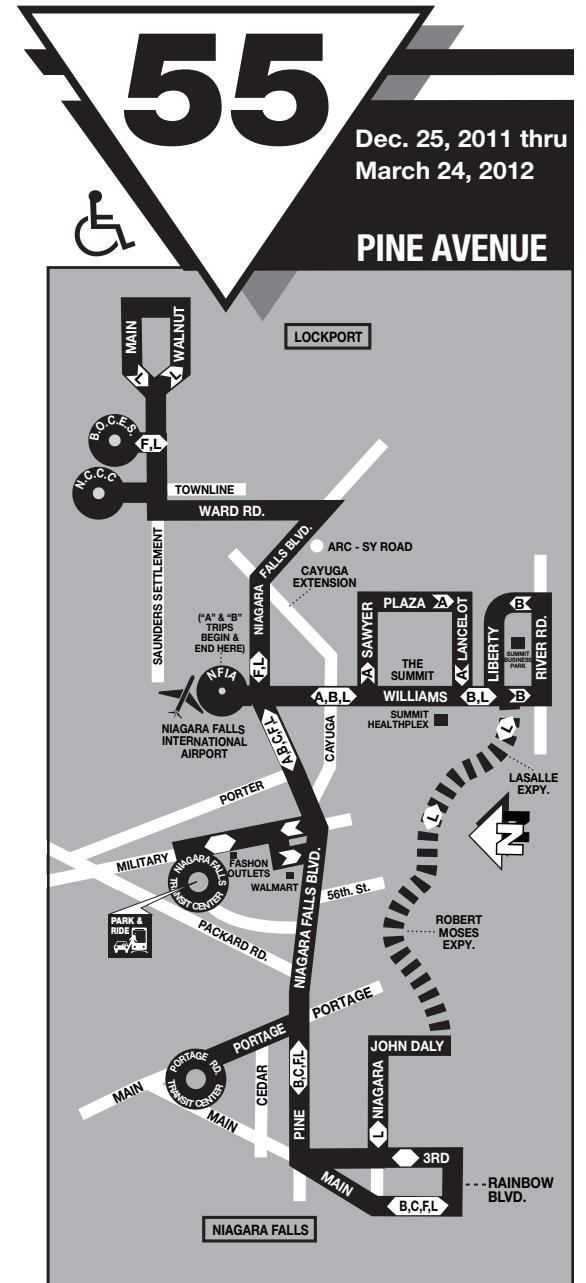 55
Dec. 25, 2011 thru
March 24, 2012
PINE AVENUE
LOCKPORT
MAIN
WALNUT
L
L
B.O.C.E.S.
F,L
N.C.C.C
TOWNLINE
WARD RD.
SAUNDERS SETTLEMENT
NIAGARA
FALLS BLVD.
ARC - SY ROAD
CAYUGA
EXTENSION
("A" & "B"
TRIPS
BEGIN &
END HERE)
NFIA
F,L
NIAGARA FALLS
INTERNATIONAL
AIRPORT
A,B,L
SAWYER
A
PLAZA
A
LANCELOT
A
THE
SUMMIT
WILLIAMS
B,L
LIBERTY
B
SUMMIT
BUSINESS
PARK
RIVER RD.
B
SUMMIT
HEALTHPLEX
L
LASALLE
EXPY.
A,B,C,F,L
CAYUGA
PORTER
L
N
MILITARY
NIAGARA FALLS
TRANSIT CENTER
FASHON
OUTLETS
WALMART
56th. St.
NIAGARA FALLS BLVD.
PARK &
RIDE
PACKARD RD.
ROBERT
MOSES
EXPY.
PORTAGE
PORTAGE
PORTAGE RD.
TRANSIT CENTER
MAIN
MAIN
CEDAR
B,C,F,L
PINE
JOHN DALY
NIAGARA
L
3RD
MAIN
B,C,F,L
RAINBOW
BLVD.
NIAGARA FALLS